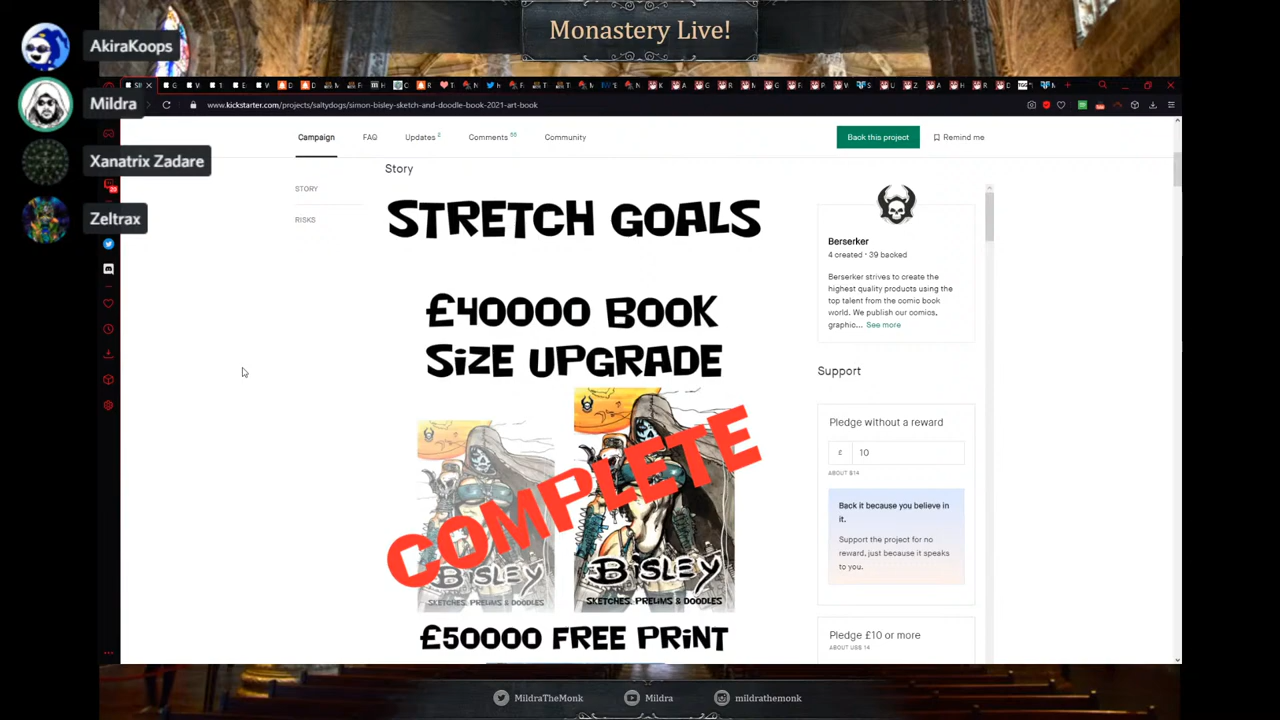 Monastery Live!
AkiraKoops
Mildra
Xanatrix Zadare
Zeltrax
www.kickstarter.com/projects/saltydogs/simon-bisley-sketch-and-doodle-book-2021-art-book
Campaign
FAQ
Updates 2
Comments
Community
Back this project
Remind me
Story
STORY
RISKS
STRETCH GOALS
£40000 BOOK
SIZE UPGRADE
COMPLETE
BISLEY
SKETCHES, PRELIMS & DOODLES
BISLEY
SKETCHES, PRELIMS & DOODLES
£50000 FREE PRINT
Berserker
4 created · 39 backed
Berserker strives to create the
highest quality products using the
top talent from the comic book
world. We publish our comics,
graphic... See more
Support
Pledge without a reward
£ 10
ABOUT $14
Back it because you believe in
it.
Support the project for no
reward, just because it speaks
to you.
Pledge £10 or more
ABOUT US$ 14
MildraTheMonk
Mildra
mildrathemonk